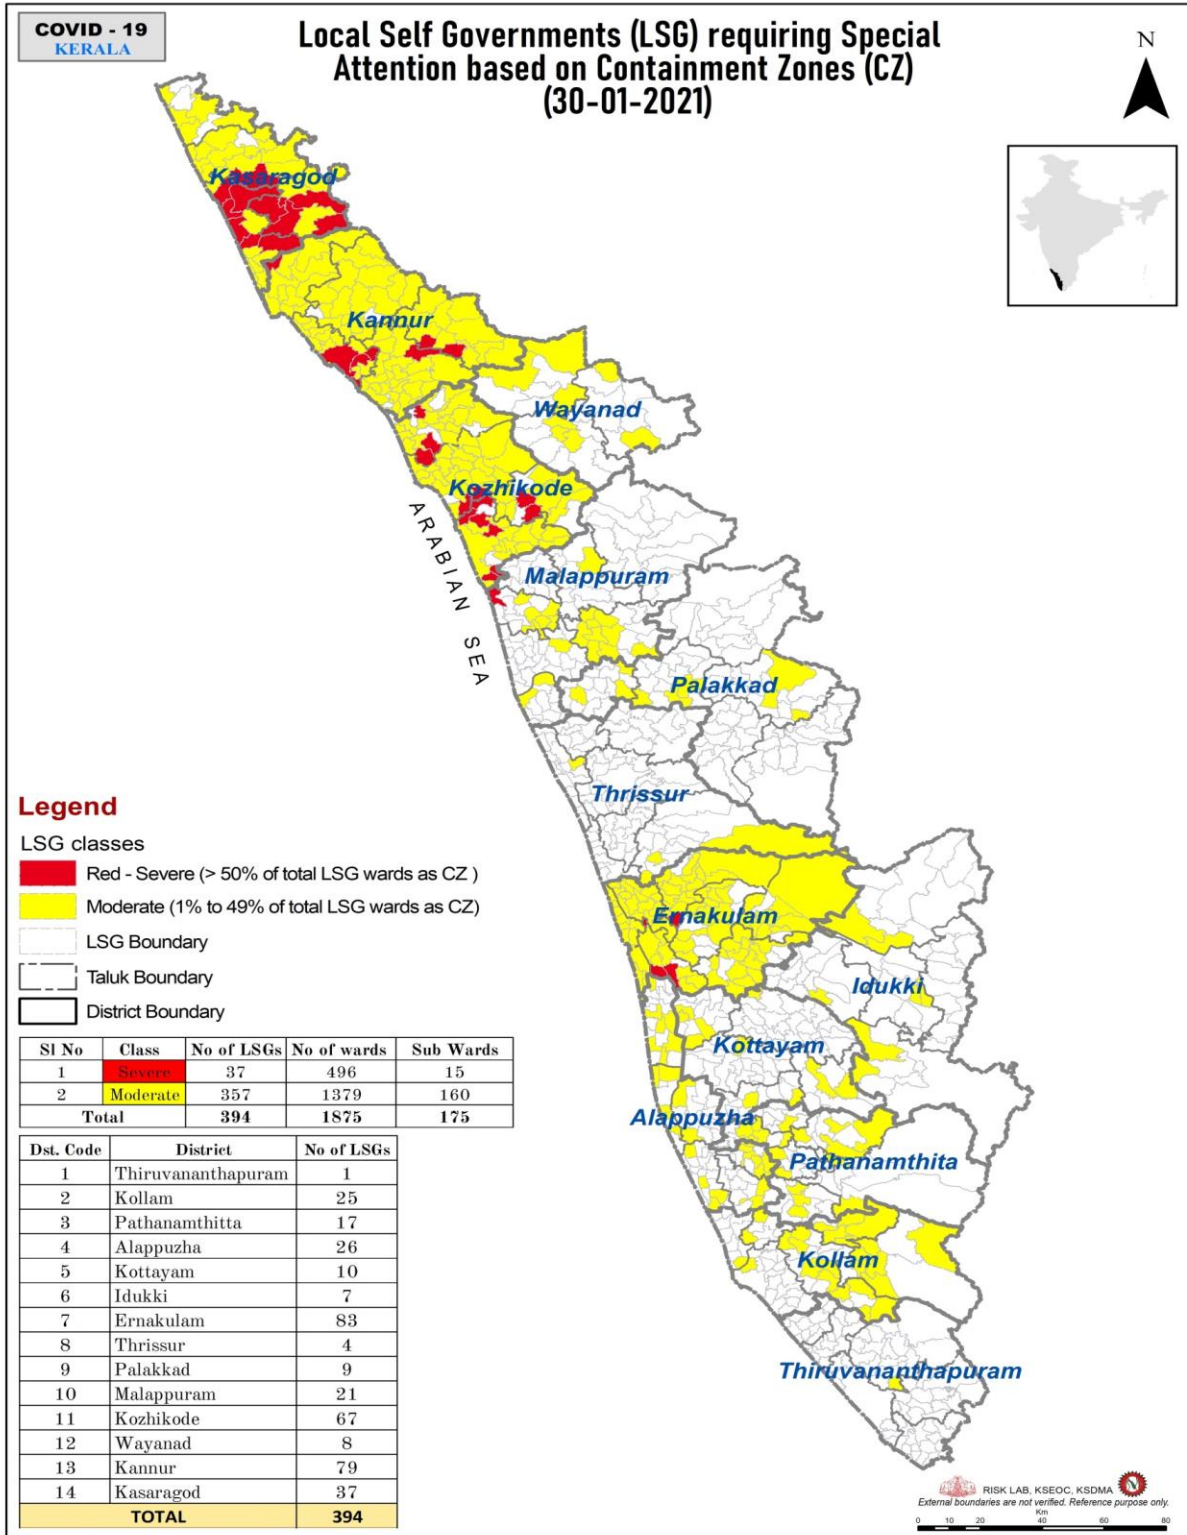 COVID - 19
KERALA
Local Self Governments (LSG) requiring Special
Attention based on Containment Zones (CZ)
(30-01-2021)
N
Kasaragod
Kannur
Wayanad
Kozhikode
ARABIAN SEA
Malappuram
Palakkad
Thrissur
Ernakulam
Idukki
Kottayam
Alappuzha
Pathanamthita
Kollam
Thiruvananthapuram
Legend
LSG classes
Red - Severe (> 50% of total LSG wards as CZ )
Moderate (1% to 49% of total LSG wards as CZ)
LSG Boundary
Taluk Boundary
District Boundary
Sl No Class No of LSGs No of wards Sub Wards
1 Severe 37 496 15
2 Moderate 357 1379 160
Total 394 1875 175
Dst. Code District No of LSGs
1 Thiruvananthapuram 1
2 Kollam 25
3 Pathanamthitta 17
4 Alappuzha 26
5 Kottayam 10
6 Idukki 7
7 Ernakulam 83
8 Thrissur 4
9 Palakkad 9
10 Malappuram 21
11 Kozhikode 67
12 Wayanad 8
13 Kannur 79
14 Kasaragod 37
TOTAL 394
RISK LAB, KSEOC, KSDMA
External boundaries are not verified. Reference purpose only.
Km
0 10 20 40 60 80